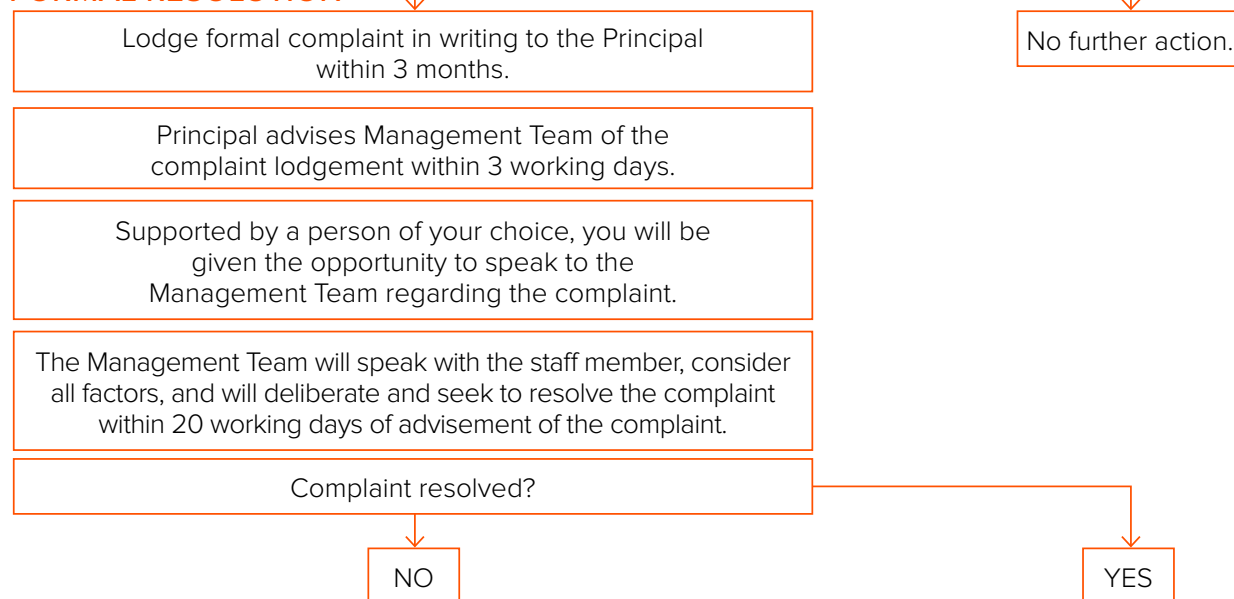 FORMAL RESOLUTION
Lodge formal complaint in writing to the Principal
within 3 months.
No further action.
Principal advises Management Team of the
complaint lodgement within 3 working days.
Supported by a person of your choice, you will be
given the opportunity to speak to the
Management Team regarding the complaint.
The Management Team will speak with the staff member, consider
all factors, and will deliberate and seek to resolve the complaint
within 20 working days of advisement of the complaint.
Complaint resolved?
NO
YES